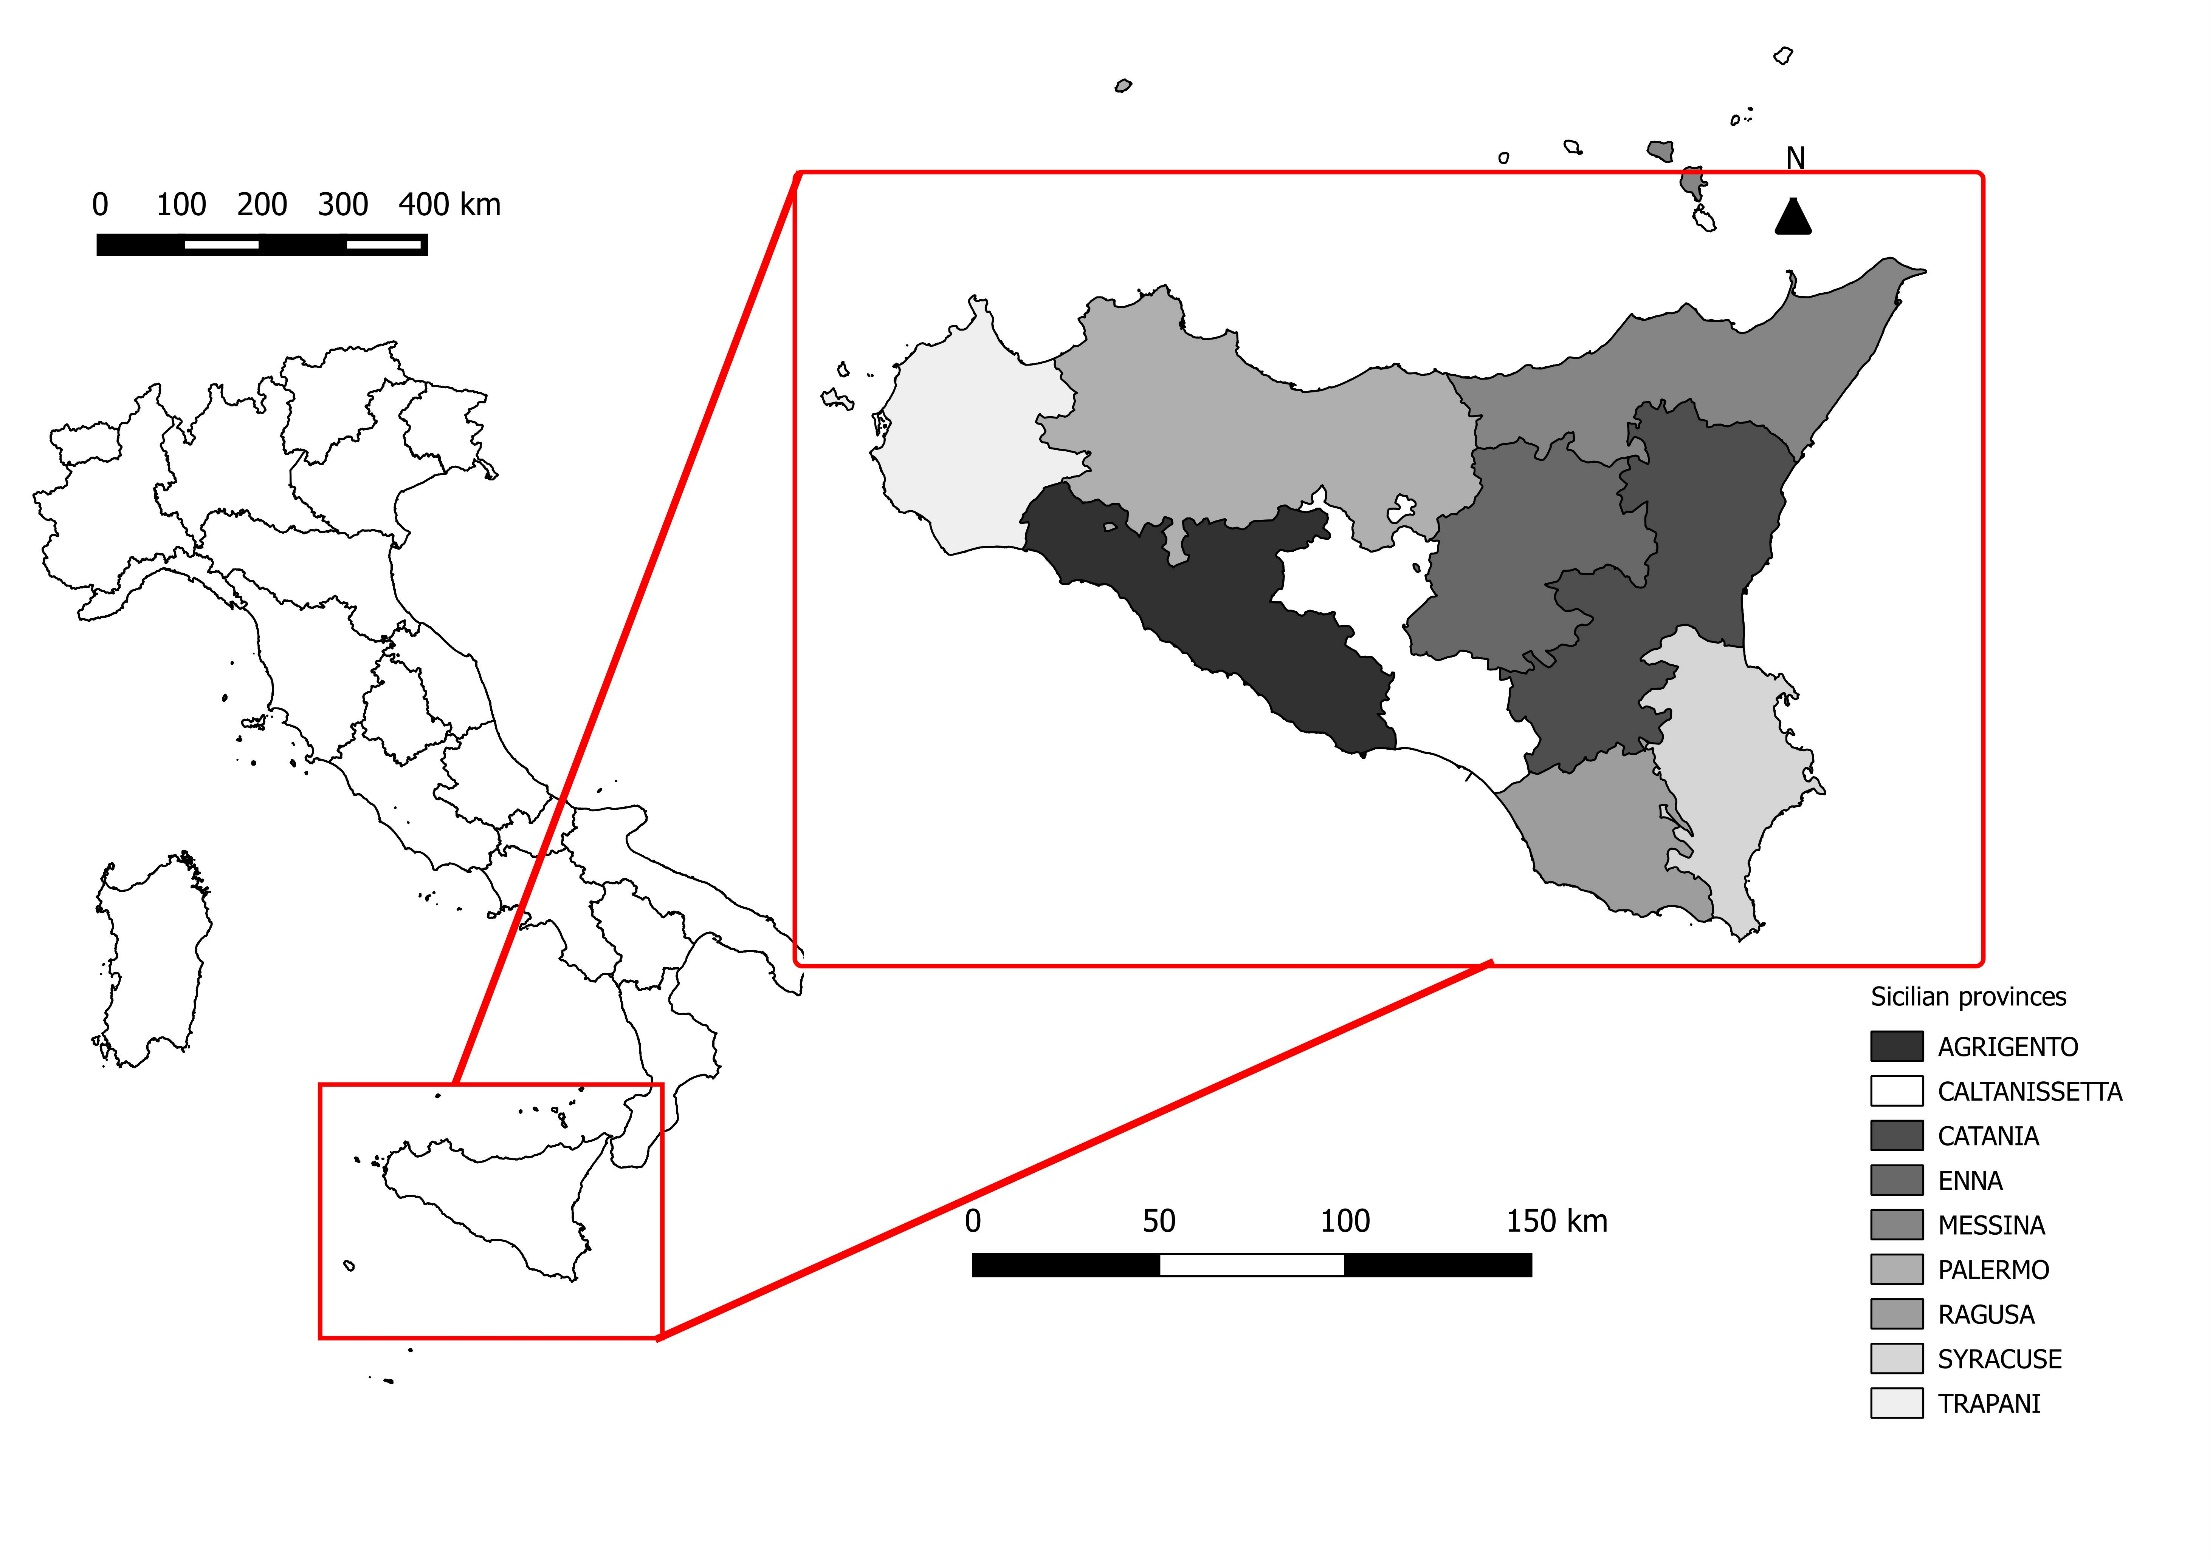 N
0 100 200 300 400 km
Sicilian provinces
AGRIGENTO
CALTANISSETTA
CATANIA
ENNA
MESSINA
PALERMO
RAGUSA
SYRACUSE
TRAPANI
0 50 100 150 km